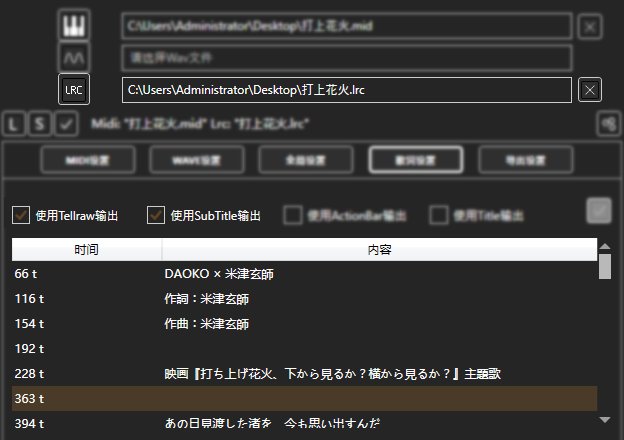 C:\Users\Administrator\Desktop\打上花火.mid
请选择Wav文件
LRC C:\Users\Administrator\Desktop\打上花火.lrc
L S Midi: "打上花火.mid" Lrc: "打上花火.lrc"
MIDI设置 WAVE设置 全局设置 歌词设置 导出设置
使用Tellraw输出 使用SubTitle输出 使用ActionBar输出 使用Title输出
时间 内容
66 t DAOKO × 米津玄師
116 t 作詞：米津玄師
154 t 作曲：米津玄師
192 t
228 t 映画『打ち上げ花火、下から見るか？横から見るか？』主題歌
363 t
394 t あの日見渡した渚を 今も思い出すんだ